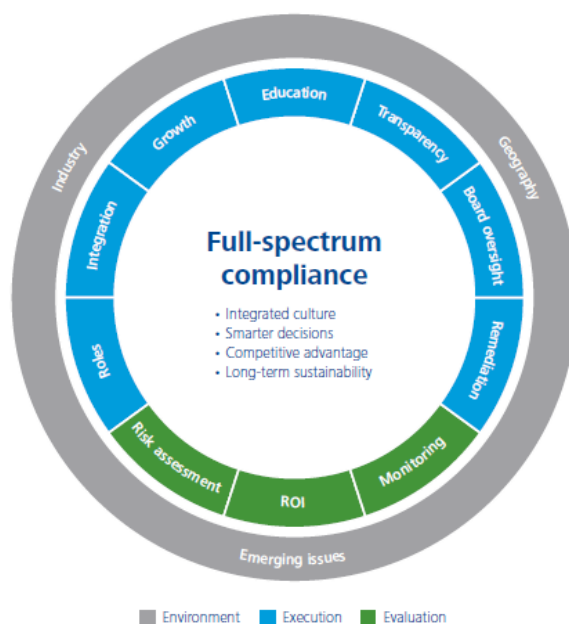 Industry
Geography
Emerging issues
Education
Transparency
Board oversight
Remediation
Monitoring
ROI
Risk assessment
Roles
Integration
Growth
Full-spectrum
compliance
• Integrated culture
• Smarter decisions
• Competitive advantage
• Long-term sustainability
Environment Execution Evaluation